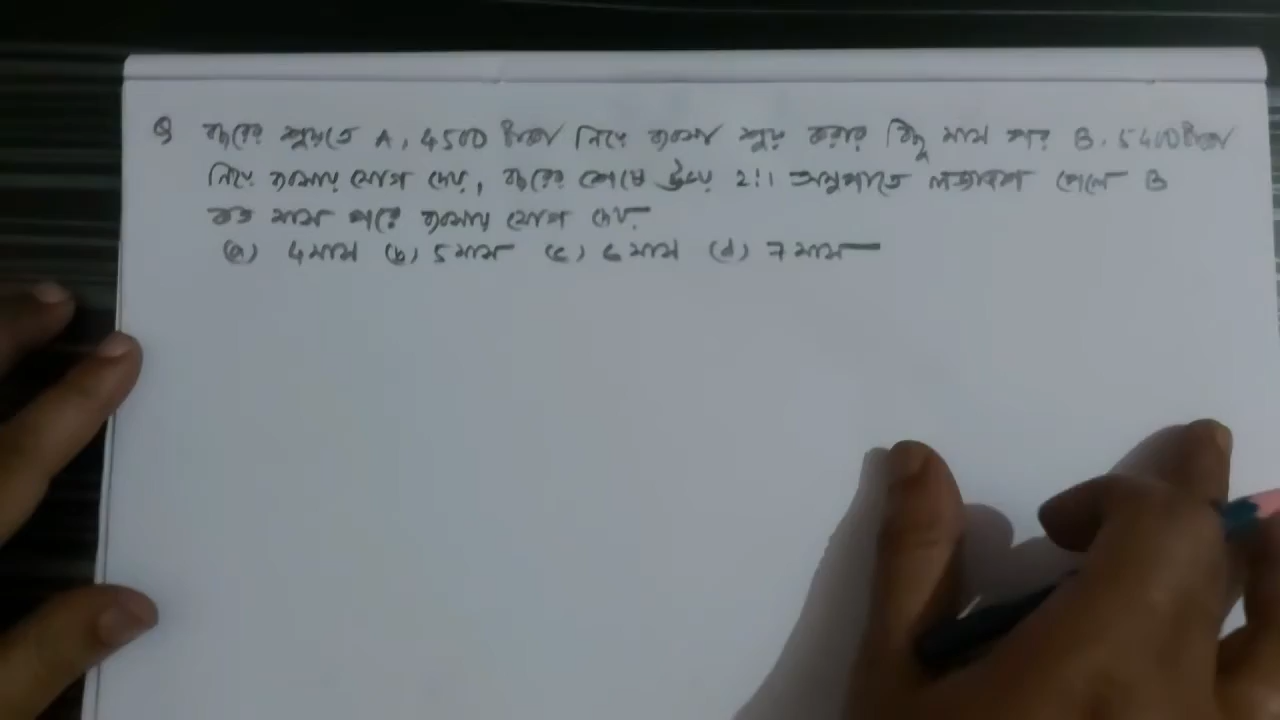 Q বছরের শুরুতে A, 4500 টাকা নিয়ে ব্যবসা শুরু করার কিছু মাস পর B, 5400 টাকা
নিয়ে ব্যবসায় যোগ দেয়, বছরের শেষে উভয়ে 2:1 অনুপাতে লভ্যাংশ পেলে B
কত মাস পরে ব্যবসায় যোগ দেয়
(a) 4 মাস (b) 5 মাস (c) 6 মাস (d) 7 মাস